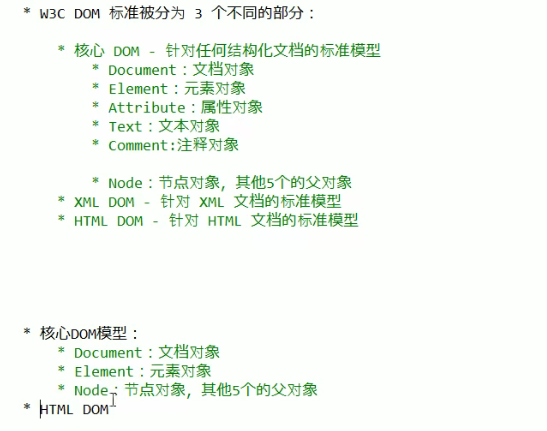 * W3C DOM 标准被分为 3 个不同的部分：
* 核心 DOM - 针对任何结构化文档的标准模型
* Document：文档对象
* Element：元素对象
* Attribute：属性对象
* Text：文本对象
* Comment:注释对象
* Node：节点对象, 其他5个的父对象
* XML DOM - 针对 XML 文档的标准模型
* HTML DOM - 针对 HTML 文档的标准模型
* 核心DOM模型：
* Document：文档对象
* Element：元素对象
* Node：节点对象, 其他5个的父对象
* HTML DOM